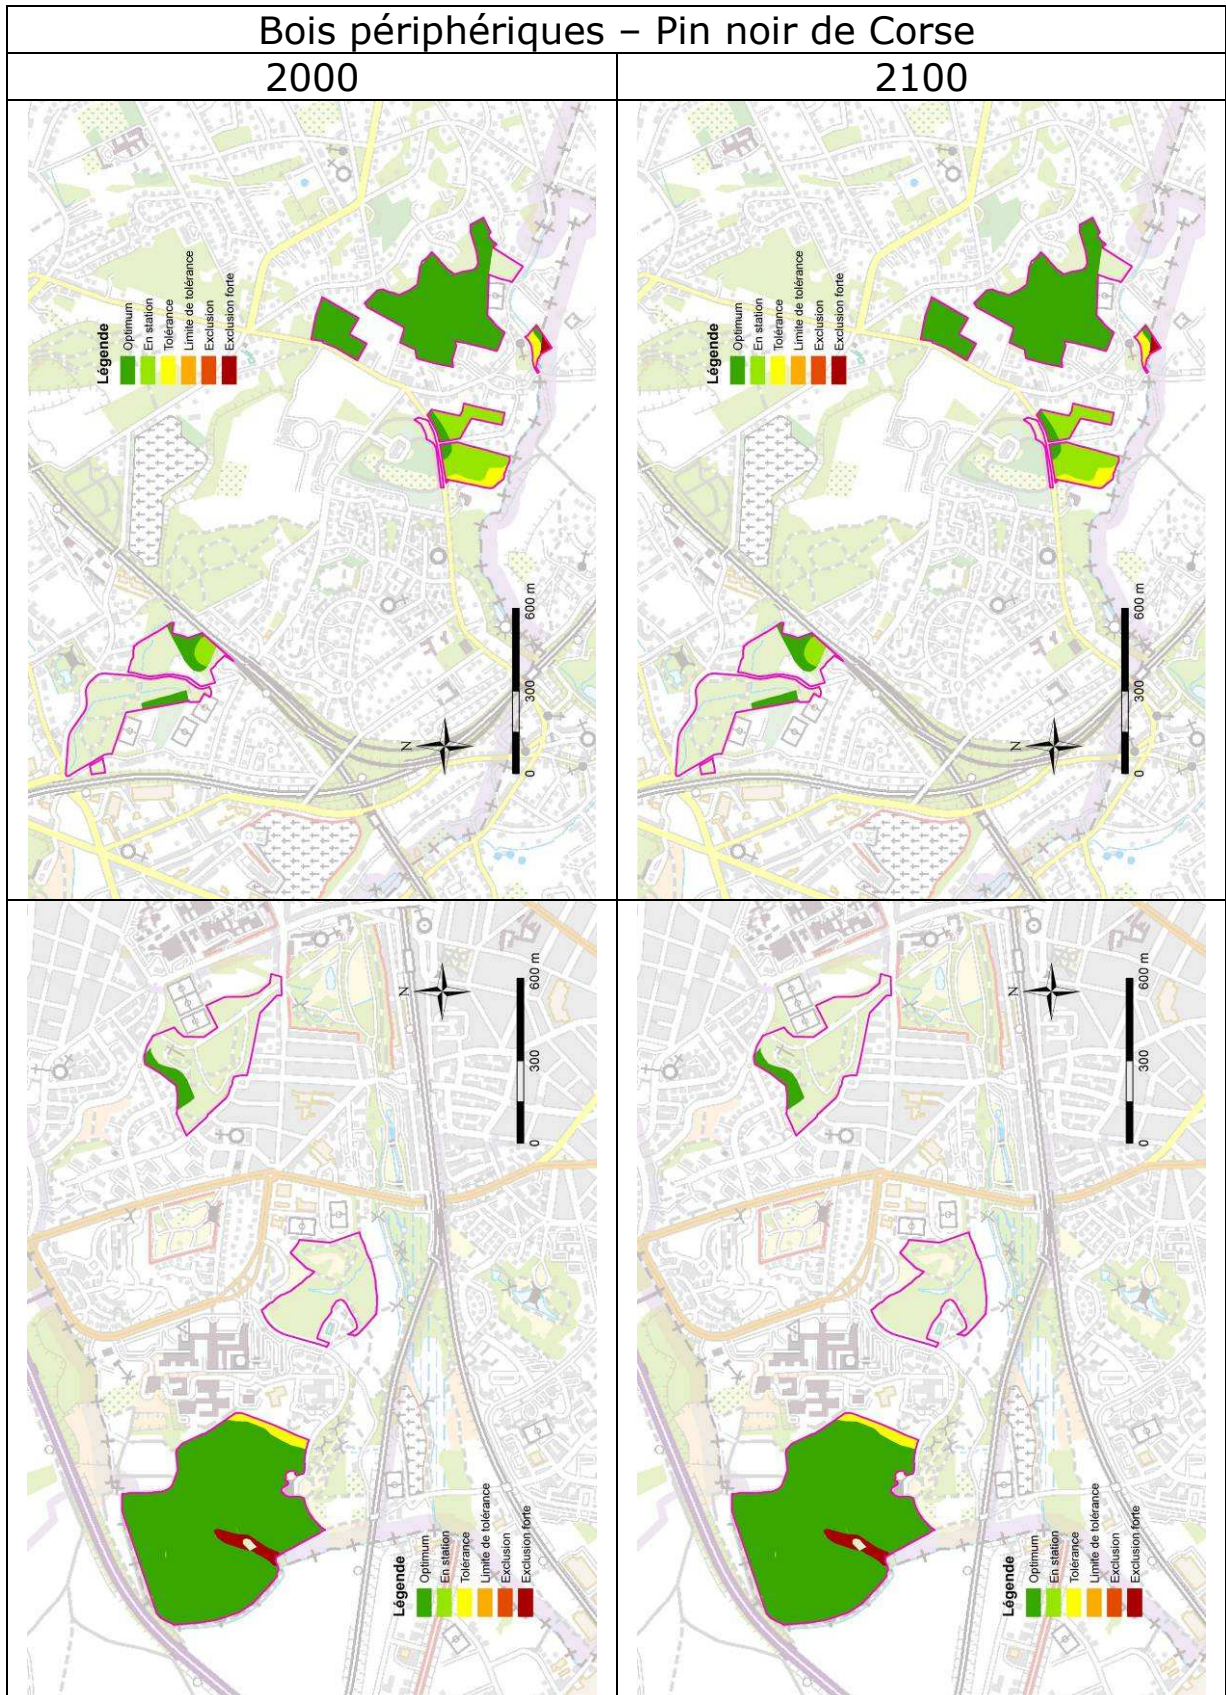 Bois périphériques – Pin noir de Corse
2000
2100
Légende
Optimum
En station
Tolérance
Limite de tolérance
Exclusion
Exclusion forte
N
0
300
600 m
Légende
Optimum
En station
Tolérance
Limite de tolérance
Exclusion
Exclusion forte
N
0
300
600 m
N
0
300
600 m
Légende
Optimum
En station
Tolérance
Limite de tolérance
Exclusion
Exclusion forte
N
0
300
600 m
Légende
Optimum
En station
Tolérance
Limite de tolérance
Exclusion
Exclusion forte